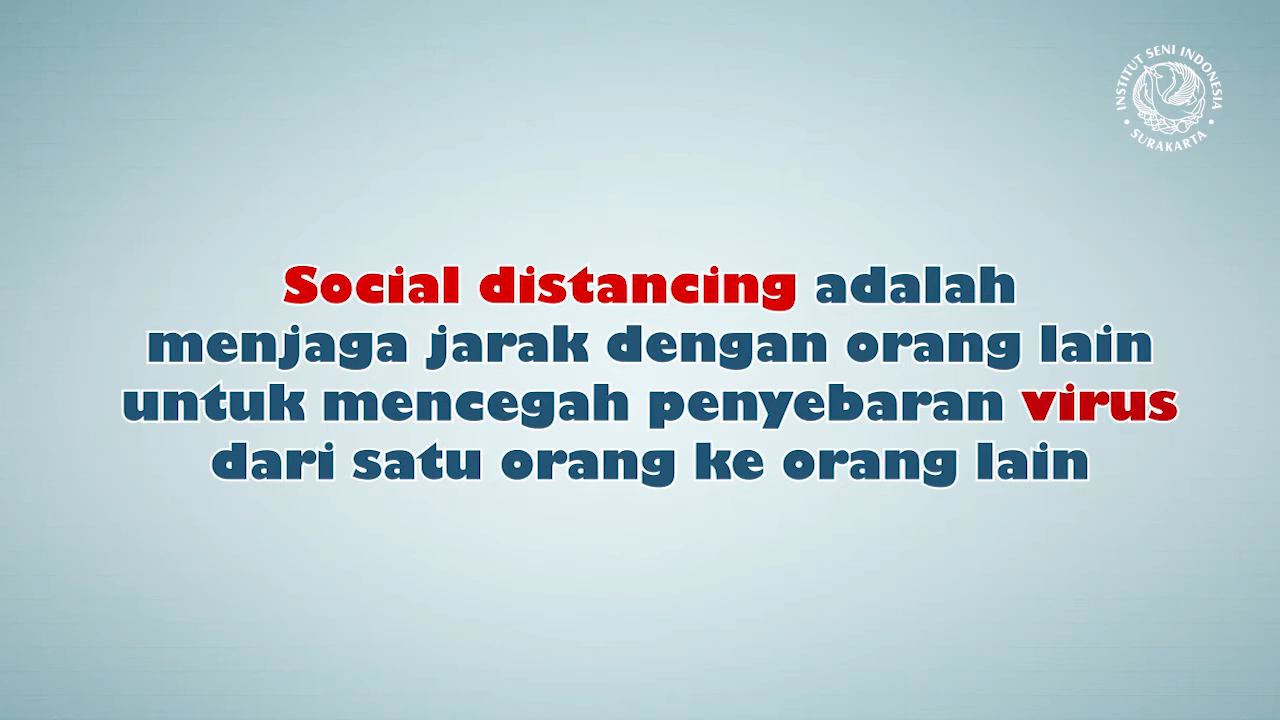 INSTITUT SENI INDONESIA
SURAKARTA
Social distancing adalah
menjaga jarak dengan orang lain
untuk mencegah penyebaran virus
dari satu orang ke orang lain